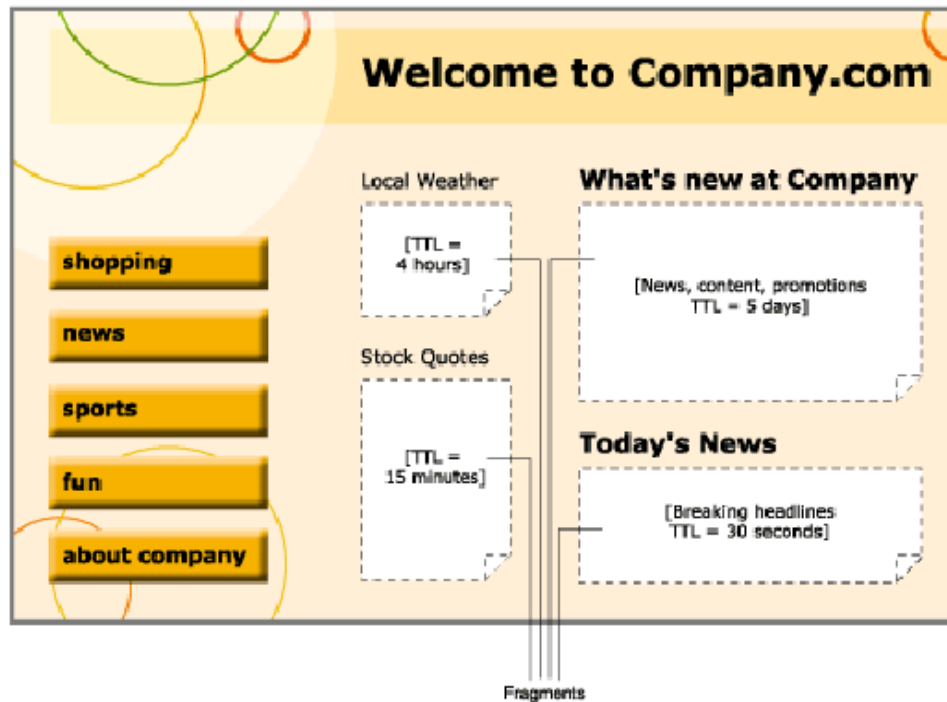 Welcome to Company.com
Local Weather
[TTL =
4 hours]
What's new at Company
[News, content, promotions
TTL = 5 days]
shopping
news
sports
fun
about company
Stock Quotes
[TTL =
15 minutes]
Today's News
[Breaking headlines
TTL = 30 seconds]
Fragments